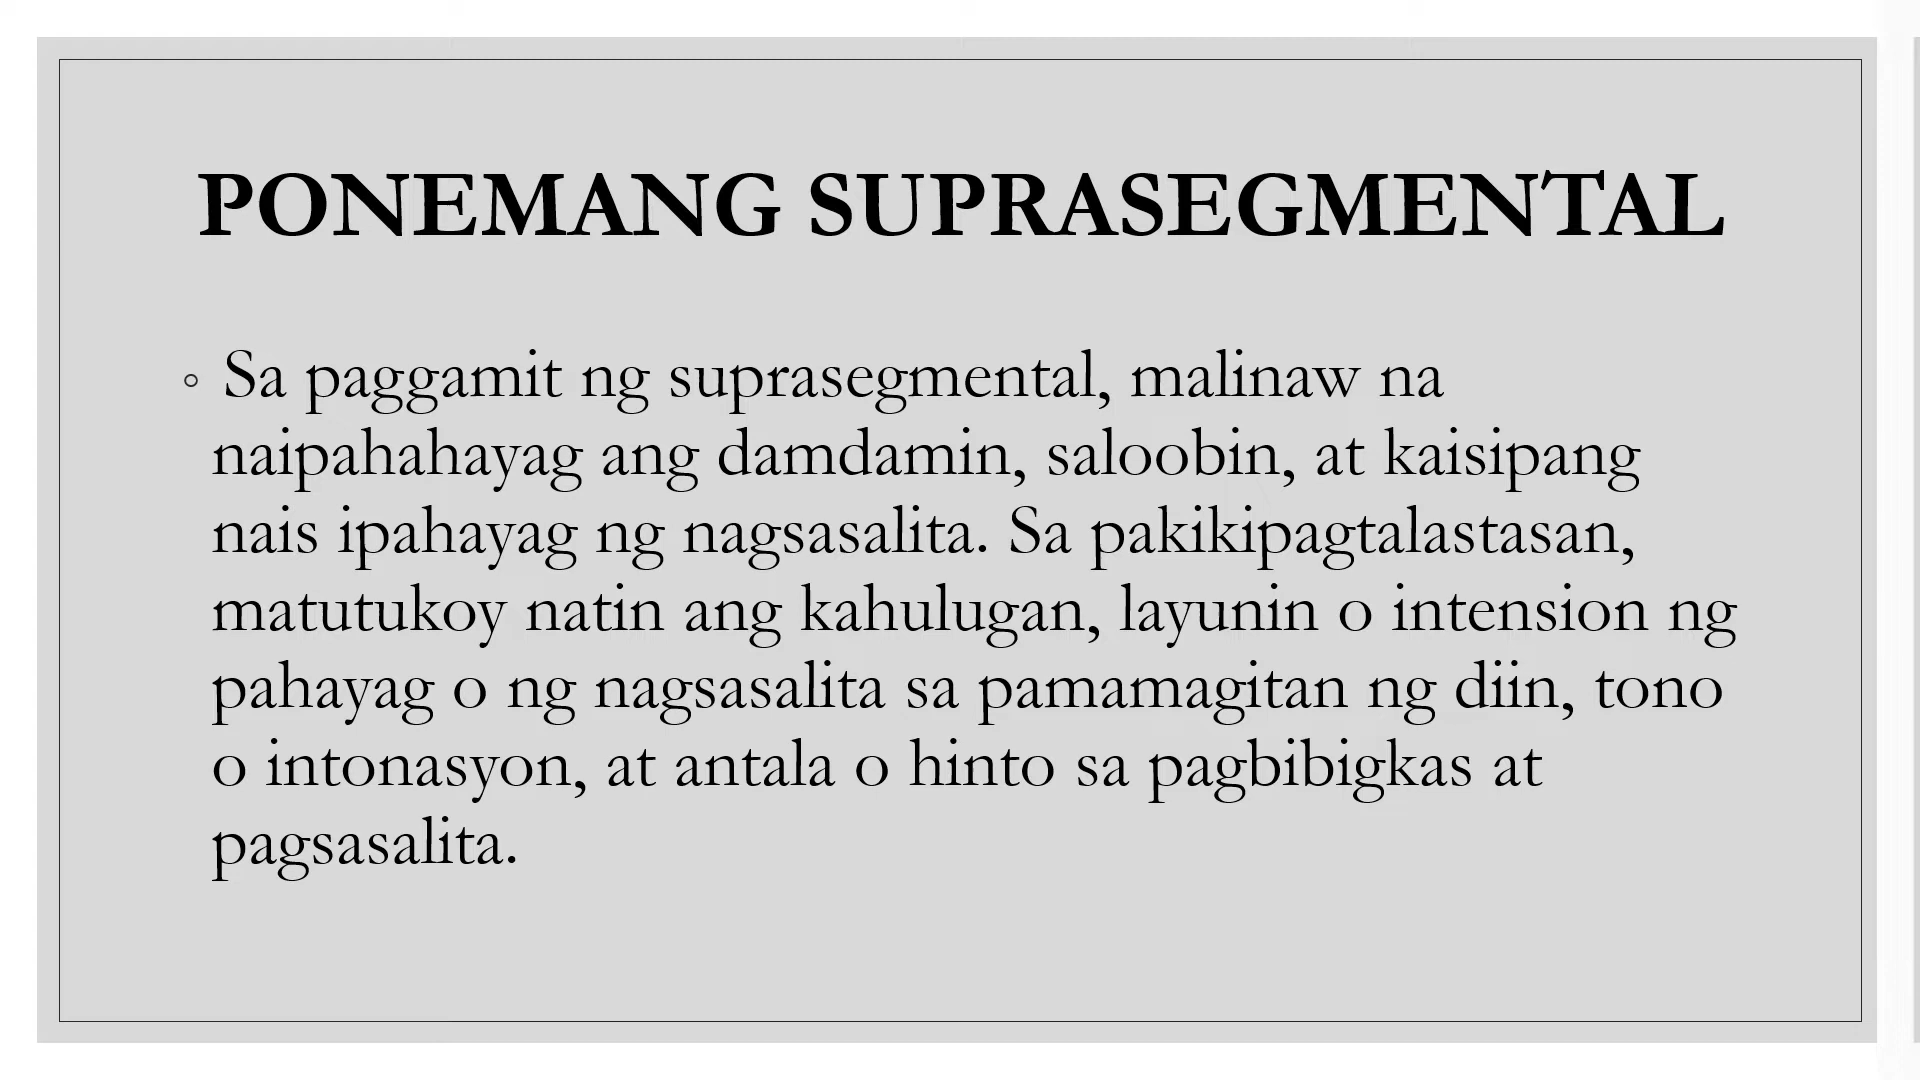 PONEMANG SUPRASEGMENTAL
◦ Sa paggamit ng suprasegmental, malinaw na
naipahahayag ang damdamin, saloobin, at kaisipang
nais ipahayag ng nagsasalita. Sa pakikipagtalastasan,
matutukoy natin ang kahulugan, layunin o intension ng
pahayag o ng nagsasalita sa pamamagitan ng diin, tono
o intonasyon, at antala o hinto sa pagbibigkas at
pagsasalita.